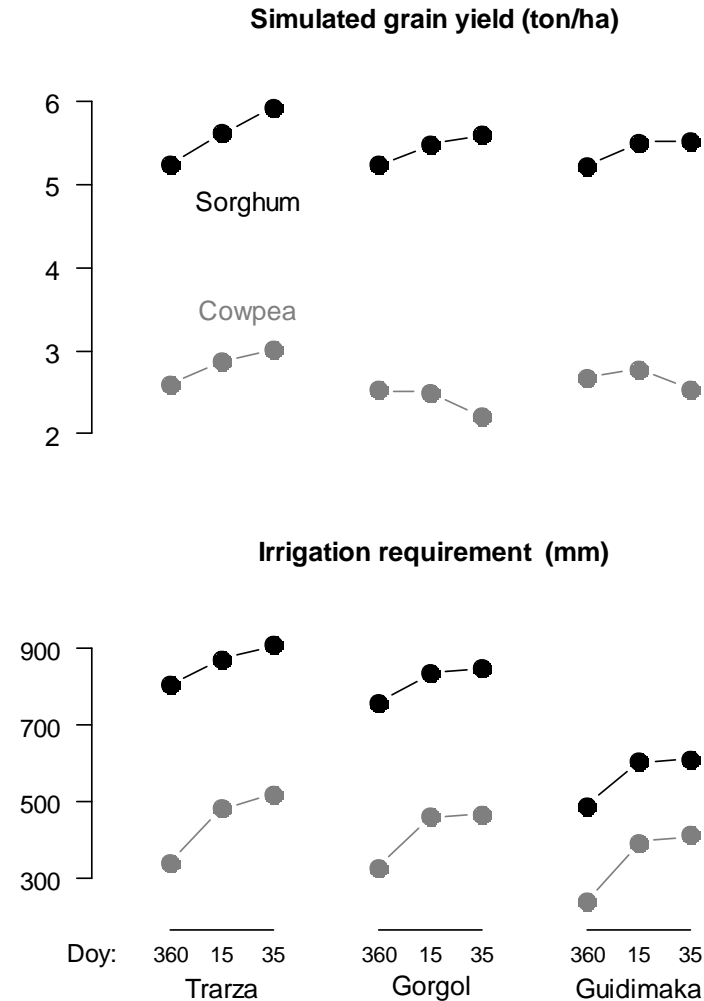 Simulated grain yield (ton/ha)
6
5
Sorghum
4
Cowpea
3
2
Irrigation requirement (mm)
900
700
500
300
Doy: 360 15 35 360 15 35 360 15 35
Trarza Gorgol Guidimaka